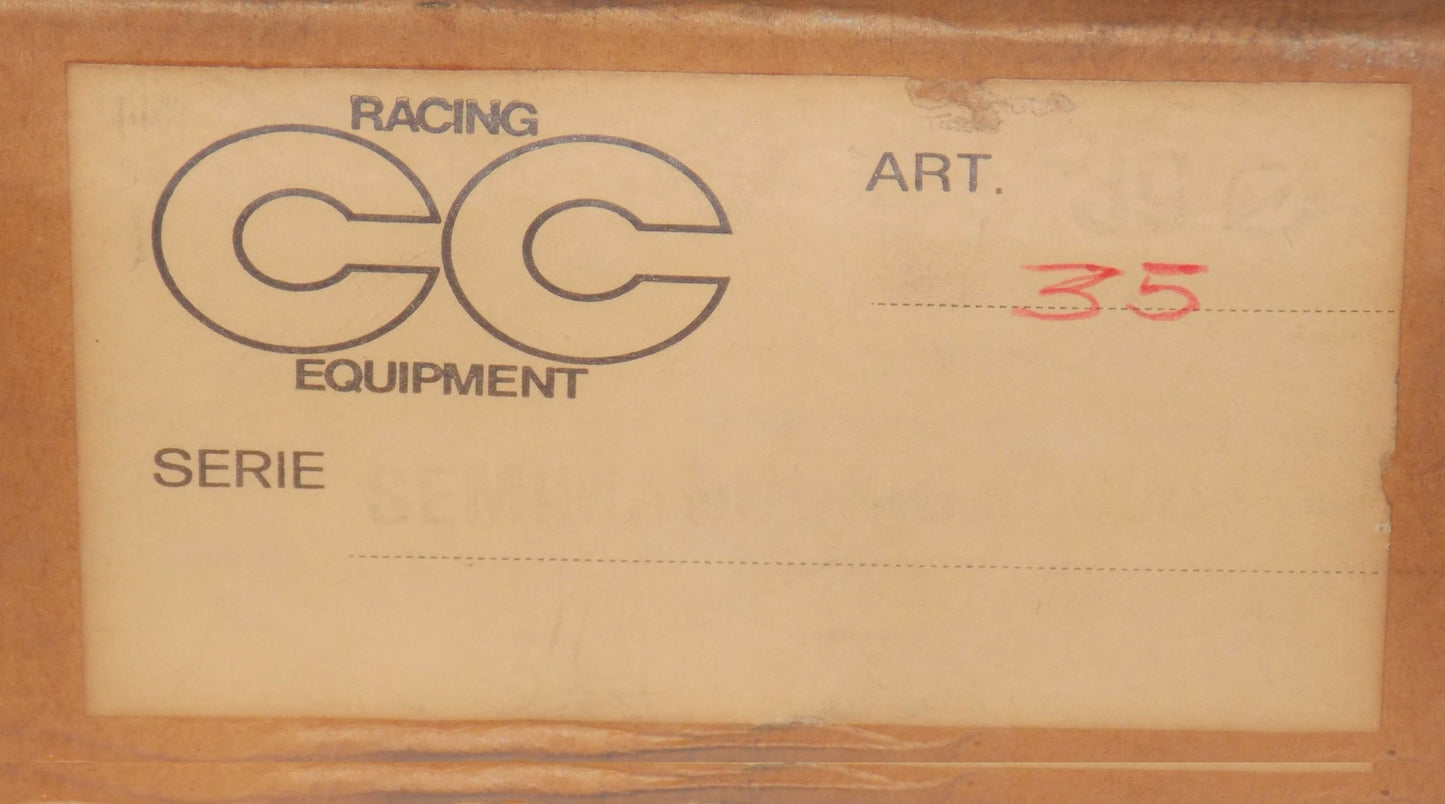 RACING
CC
EQUIPMENT
ART.
35
SERIE